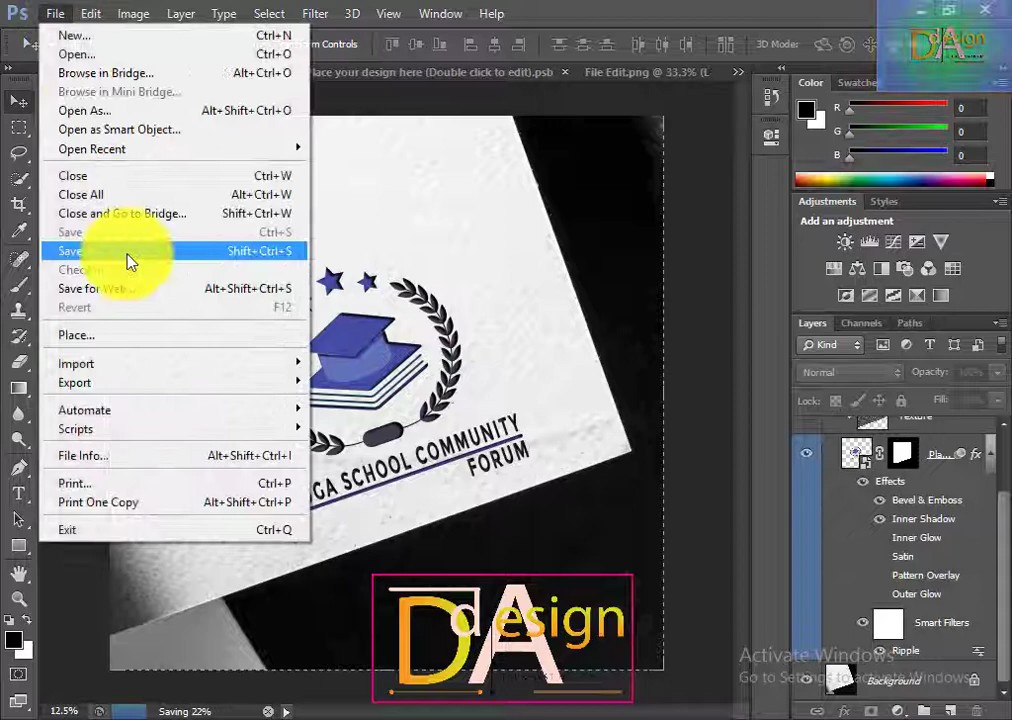 Ps File Edit Image Layer Type Select Filter 3D View Window Help
New... Ctrl+N
Open... Ctrl+O
Browse in Bridge... Alt+Ctrl+O
Browse in Mini Bridge...
Open As... Alt+Shift+Ctrl+O
Open as Smart Object...
Open Recent
Close Ctrl+W
Close All Alt+Ctrl+W
Close and Go to Bridge... Shift+Ctrl+W
Save Ctrl+S
Save Shift+Ctrl+S
Check
Save for Web... Alt+Shift+Ctrl+S
Revert F12
Place...
Import
Export
Automate
Scripts
File Info... Alt+Shift+Ctrl+I
Print... Ctrl+P
Print One Copy Alt+Shift+Ctrl+P
Exit Ctrl+Q
Controls
3D Mode:
Place your design here (Double click to edit).psb × File Edit.png @ 33.3% (L
SCHOOL COMMUNITY
FORUM
DA design
DA design
Color Swatches
R 0
G 0
B 0
Adjustments Styles
Add an adjustment
Layers Channels Paths
Kind
Normal Opacity:
Lock: Fill:
Texture
Pla... fx
Effects
Bevel & Emboss
Inner Shadow
Inner Glow
Satin
Pattern Overlay
Outer Glow
Smart Filters
Ripple
Background
Activate Windows
Go to Settings to activate Windows.
12.5% Saving 22%